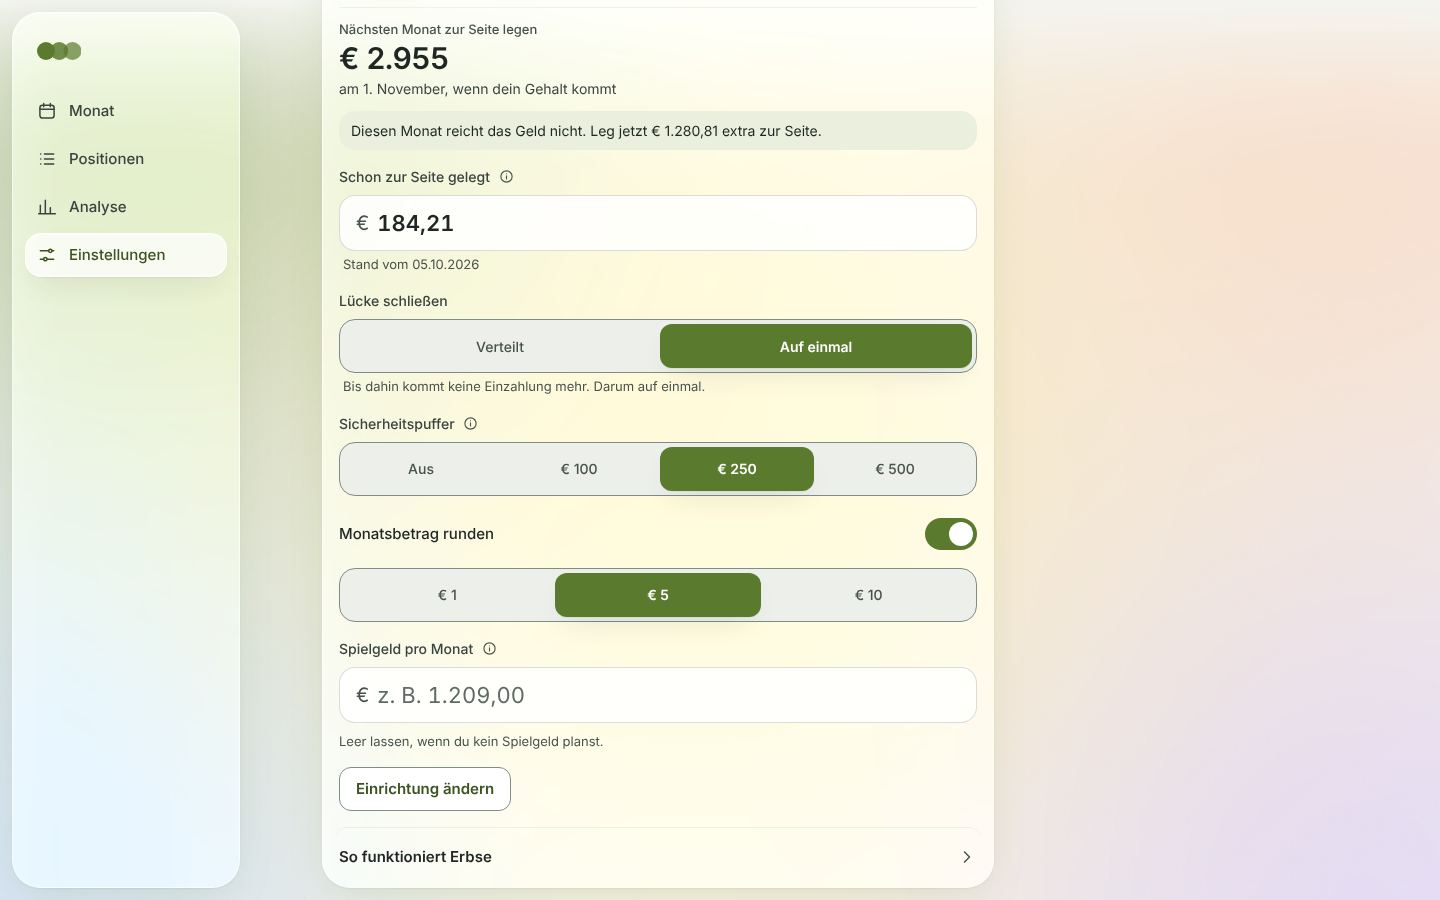 Monat
Positionen
Analyse
Einstellungen
Nächsten Monat zur Seite legen
€ 2.955
am 1. November, wenn dein Gehalt kommt
Diesen Monat reicht das Geld nicht. Leg jetzt € 1.280,81 extra zur Seite.
Schon zur Seite gelegt
€ 184,21
Stand vom 05.10.2026
Lücke schließen
Verteilt Auf einmal
Bis dahin kommt keine Einzahlung mehr. Darum auf einmal.
Sicherheitspuffer
Aus € 100 € 250 € 500
Monatsbetrag runden
€ 1 € 5 € 10
Spielgeld pro Monat
€ z. B. 1.209,00
Leer lassen, wenn du kein Spielgeld planst.
Einrichtung ändern
So funktioniert Erbse